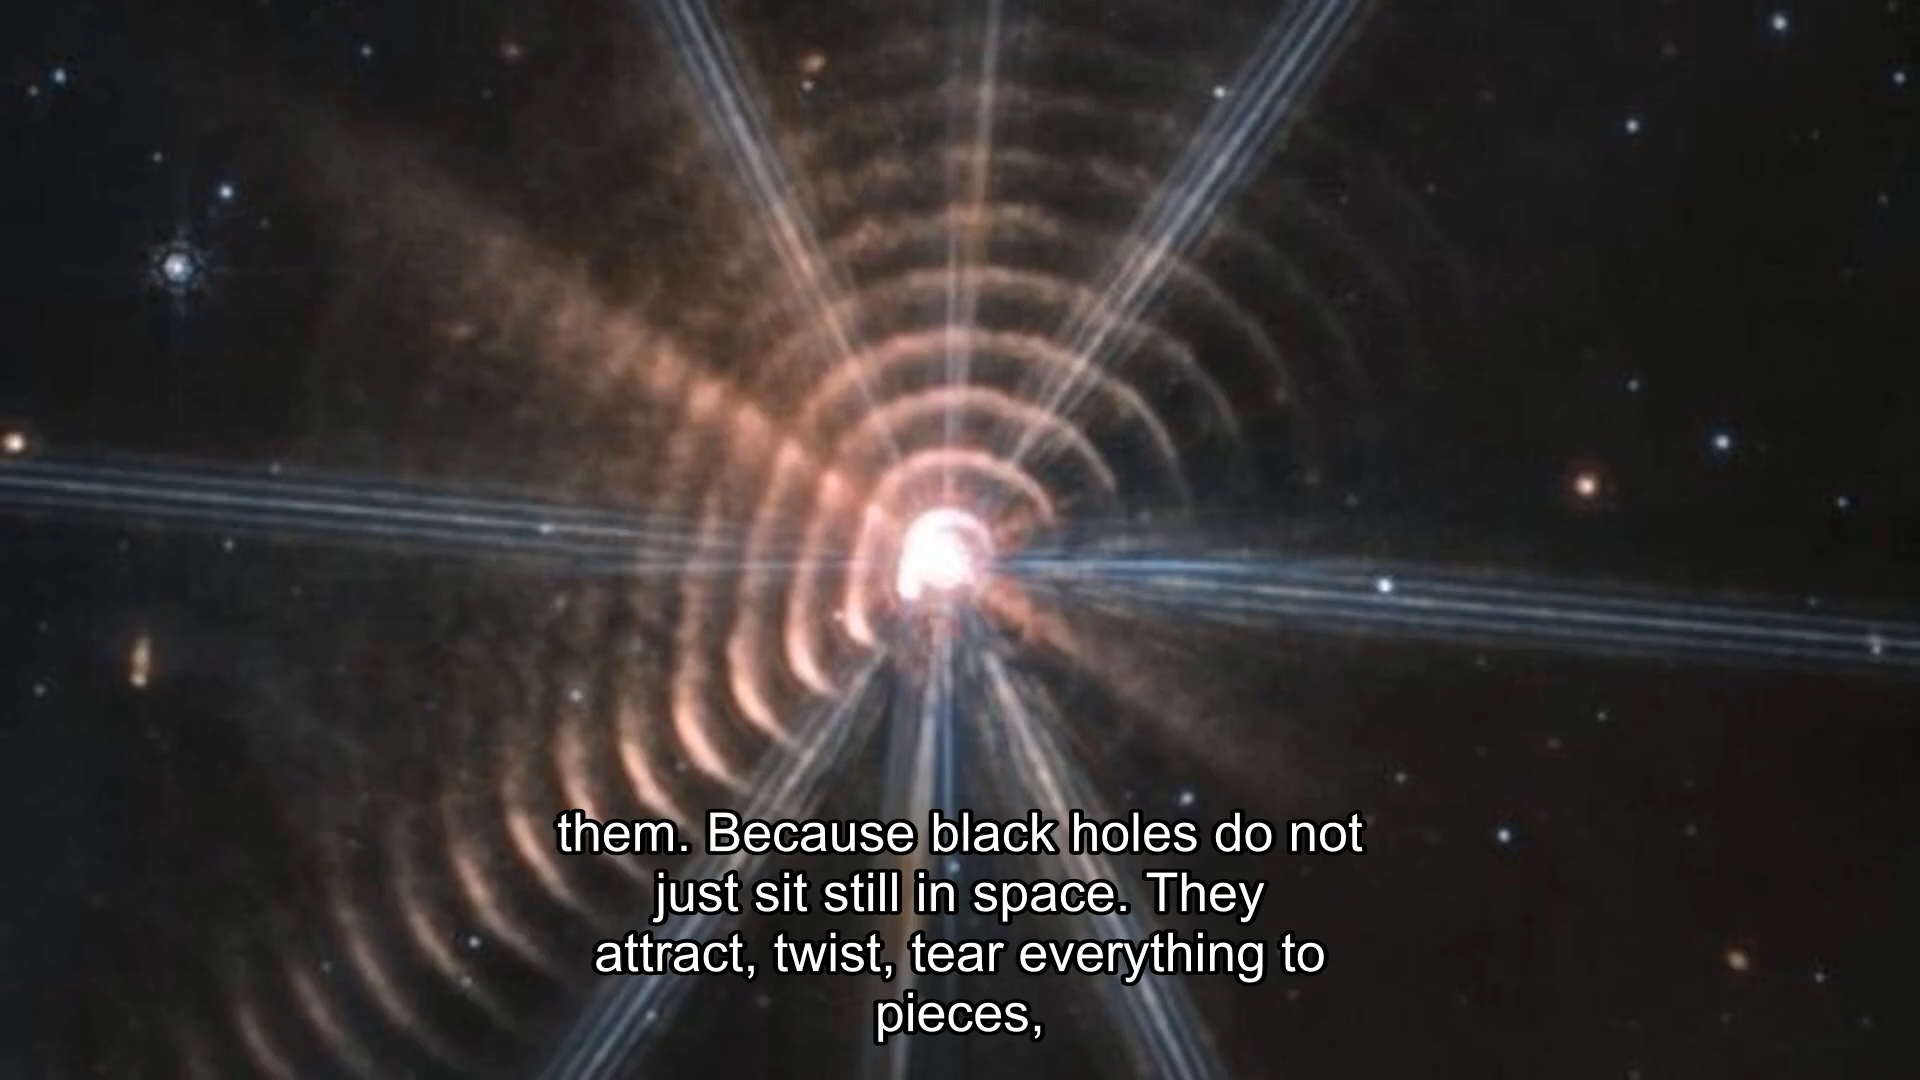 them. Because black holes do not
just sit still in space. They
attract, twist, tear everything to
pieces,